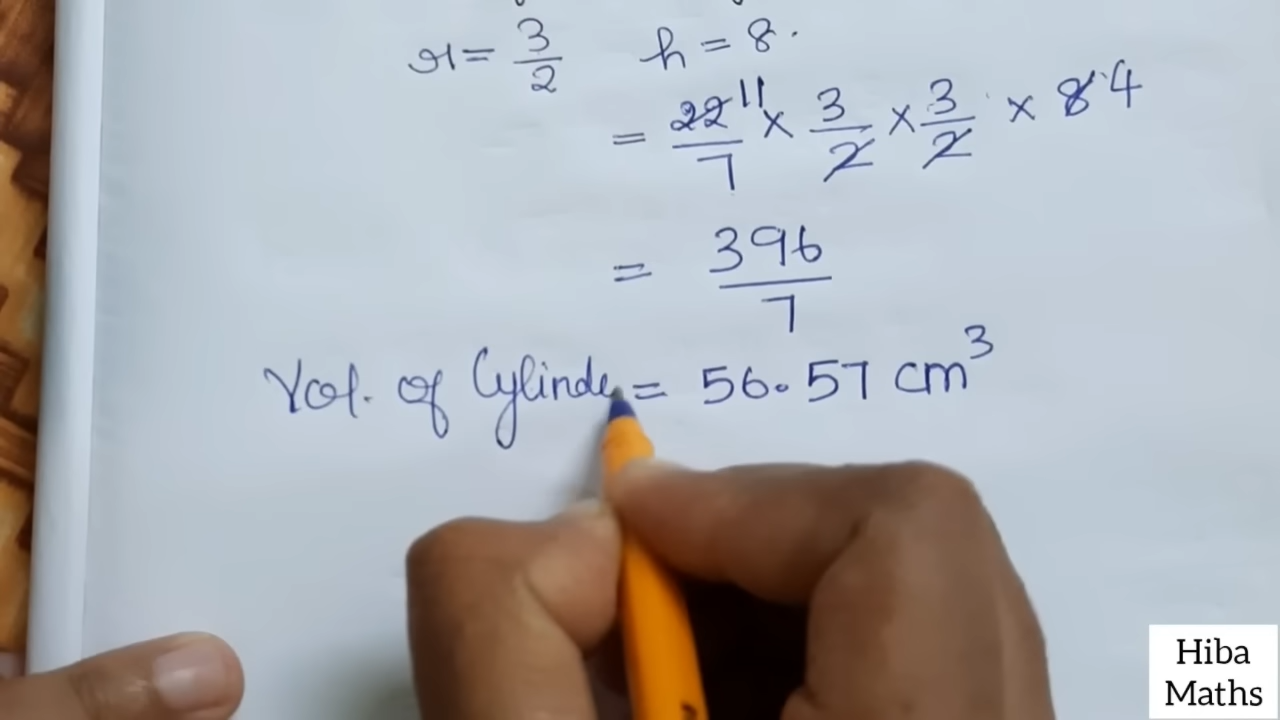 r = 3/2 h = 8.
= 22/7 11 × 3/2 × 3/2 × 8 4
= 396/7
Vol. of Cylinde = 56.57 cm³
Hiba
Maths